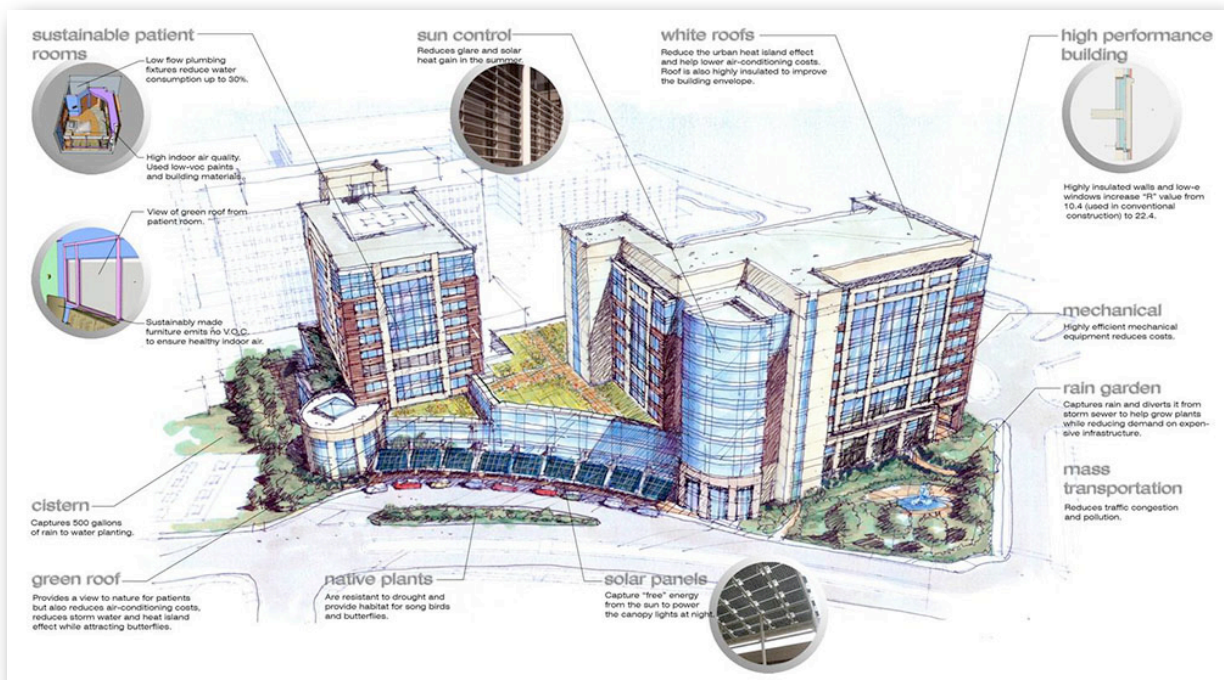 sustainable patient
rooms
Low flow plumbing
fixtures reduce water
consumption up to 30%.
High indoor air quality.
Used low-voc paints
and building materials.
View of green roof from
patient room.
Sustainably made
furniture emits no V.O.C.
to ensure healthy indoor air.
sun control
Reduces glare and solar
heat gain in the summer.
white roofs
Reduce the urban heat island effect
and help lower air-conditioning costs.
Roof is also highly insulated to improve
the building envelope.
high performance
building
Highly insulated walls and low-e
windows increase “R” value from
10.4 (used in conventional
construction) to 22.4.
mechanical
Highly efficient mechanical
equipment reduces costs.
rain garden
Captures rain and diverts it from
storm sewer to help grow plants
while reducing demand on expen-
sive infrastructure.
mass
transportation
Reduces traffic congestion
and pollution.
cistern
Captures 500 gallons
of rain to water planting.
green roof
Provides a view to nature for patients
but also reduces air-conditioning costs,
reduces storm water and heat island
effect while attracting butterflies.
native plants
Are resistant to drought and
provide habitat for song birds
and butterflies.
solar panels
Capture “free” energy
from the sun to power
the canopy lights at night.